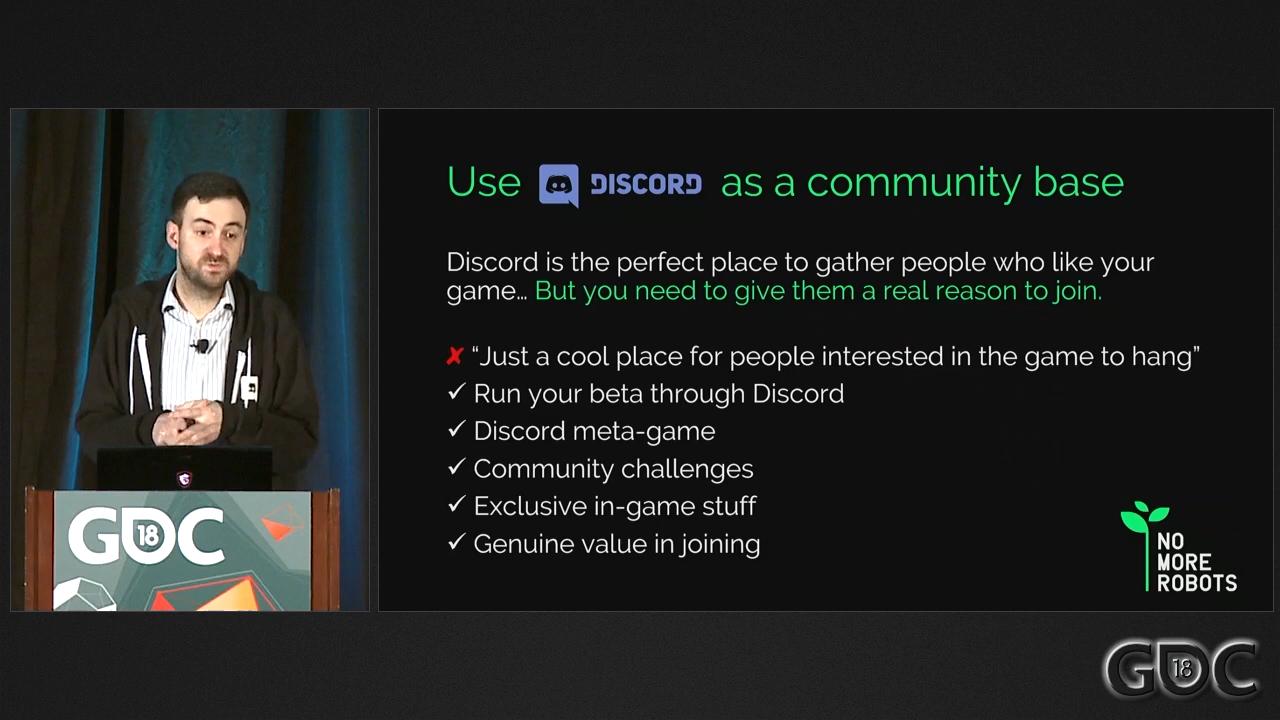 Use DISCORD as a community base
Discord is the perfect place to gather people who like your
game… But you need to give them a real reason to join.
✘ “Just a cool place for people interested in the game to hang”
✓ Run your beta through Discord
✓ Discord meta-game
✓ Community challenges
✓ Exclusive in-game stuff
✓ Genuine value in joining
NO
MORE
ROBOTS
GDC
18
GDC
18